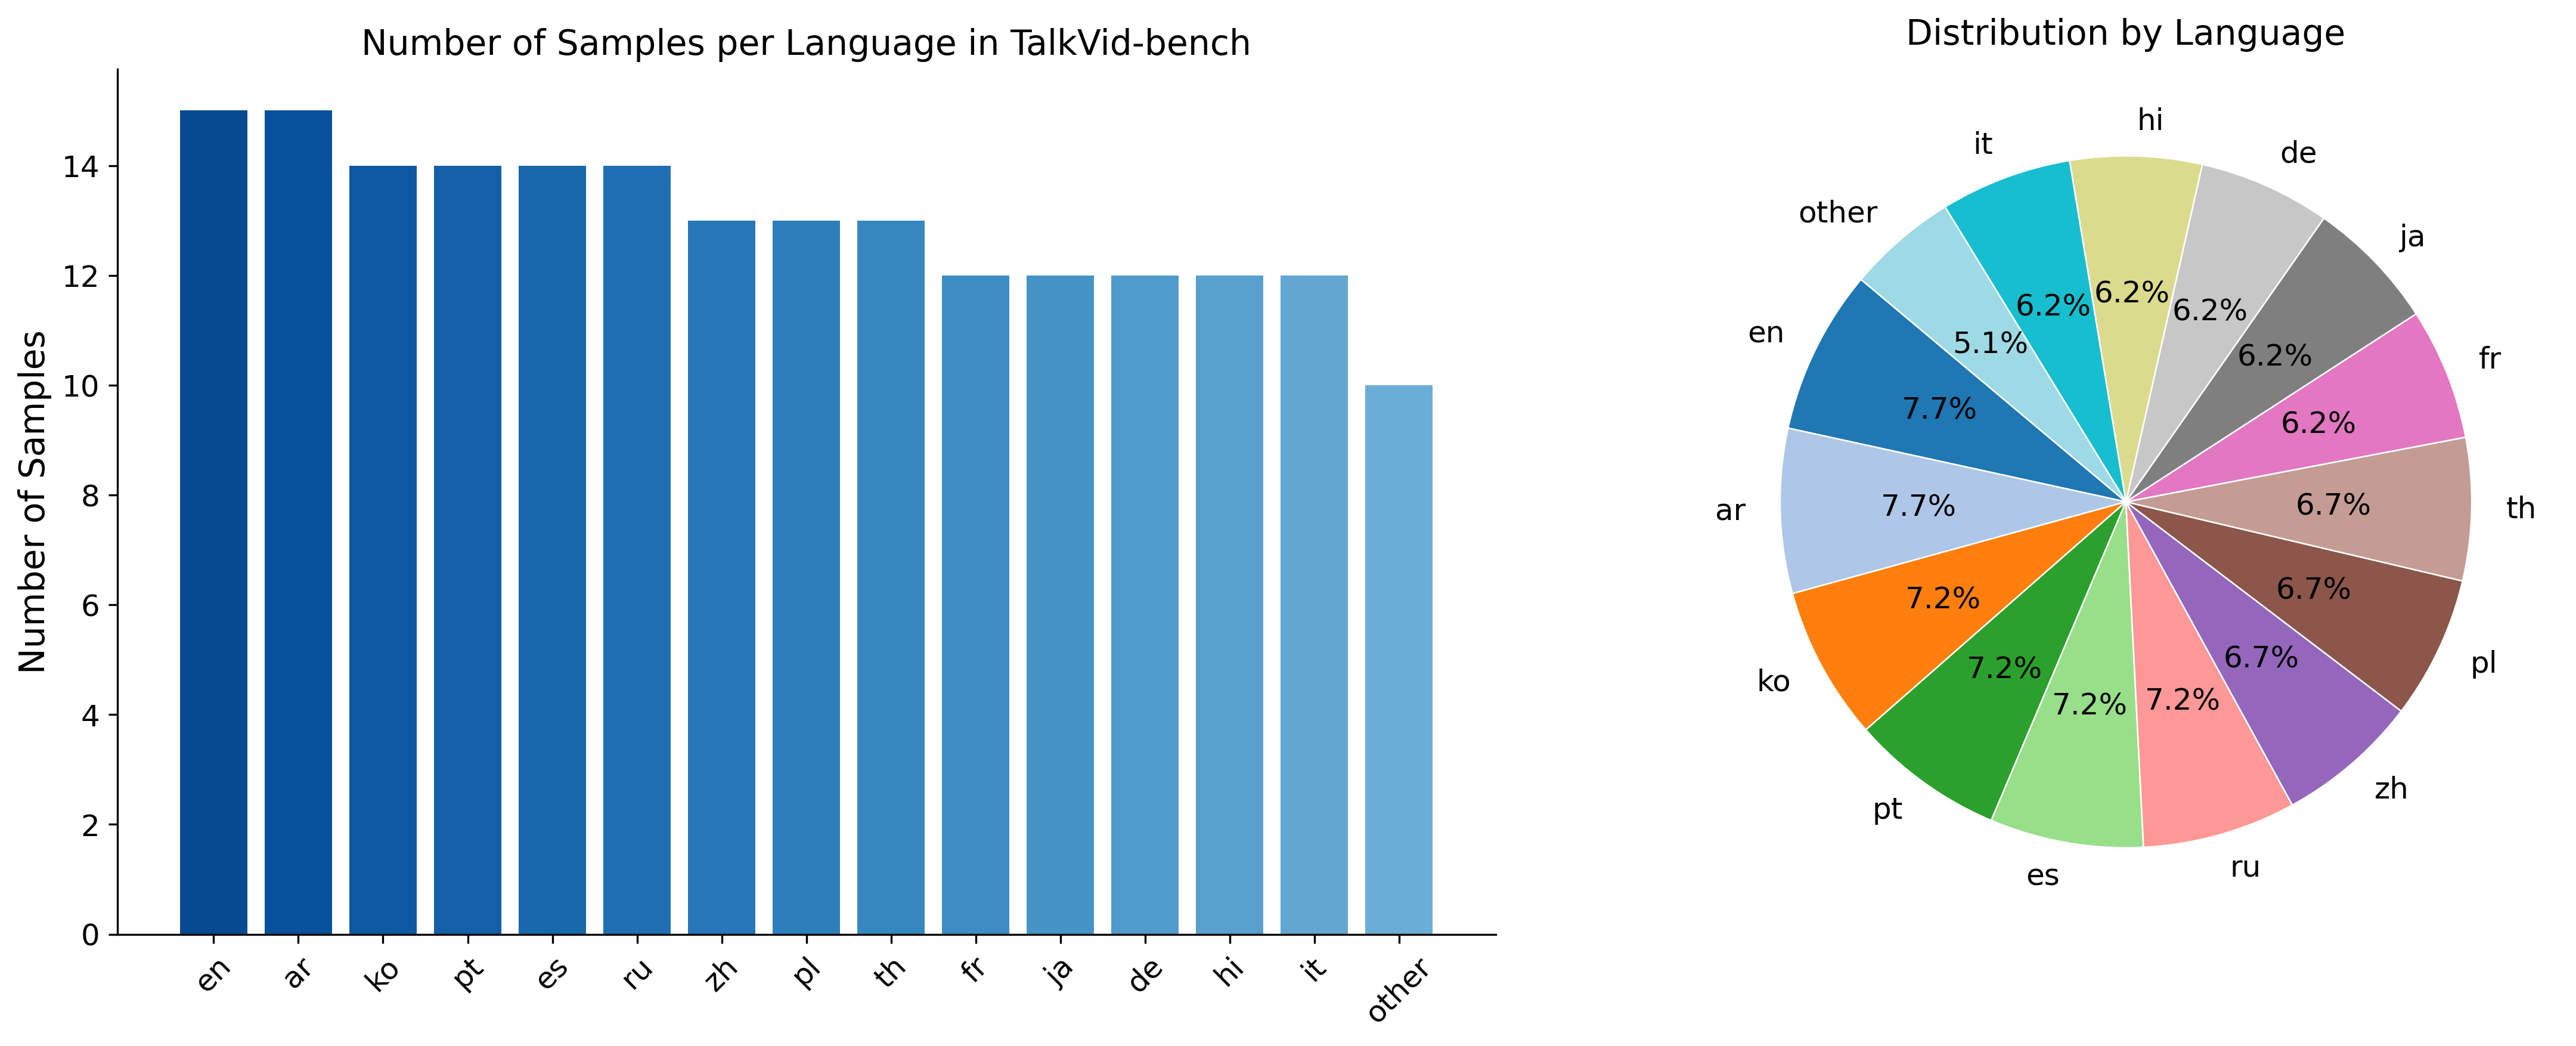 Number of Samples per Language in TalkVid-bench
Number of Samples
14
12
10
8
6
4
2
0
en
ar
ko
pt
es
ru
zh
pl
th
fr
ja
de
hi
it
other
Distribution by Language
hi
it
de
other
ja
en
fr
ar
th
ko
pl
pt
zh
es
ru
6.2%
6.2%
6.2%
5.1%
6.2%
7.7%
6.2%
7.7%
6.7%
7.2%
6.7%
7.2%
6.7%
7.2%
7.2%